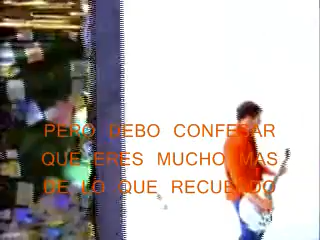 PERO DEBO CONFESAR
QUE ERES MUCHO MAS
DE LO QUE RECUERDO